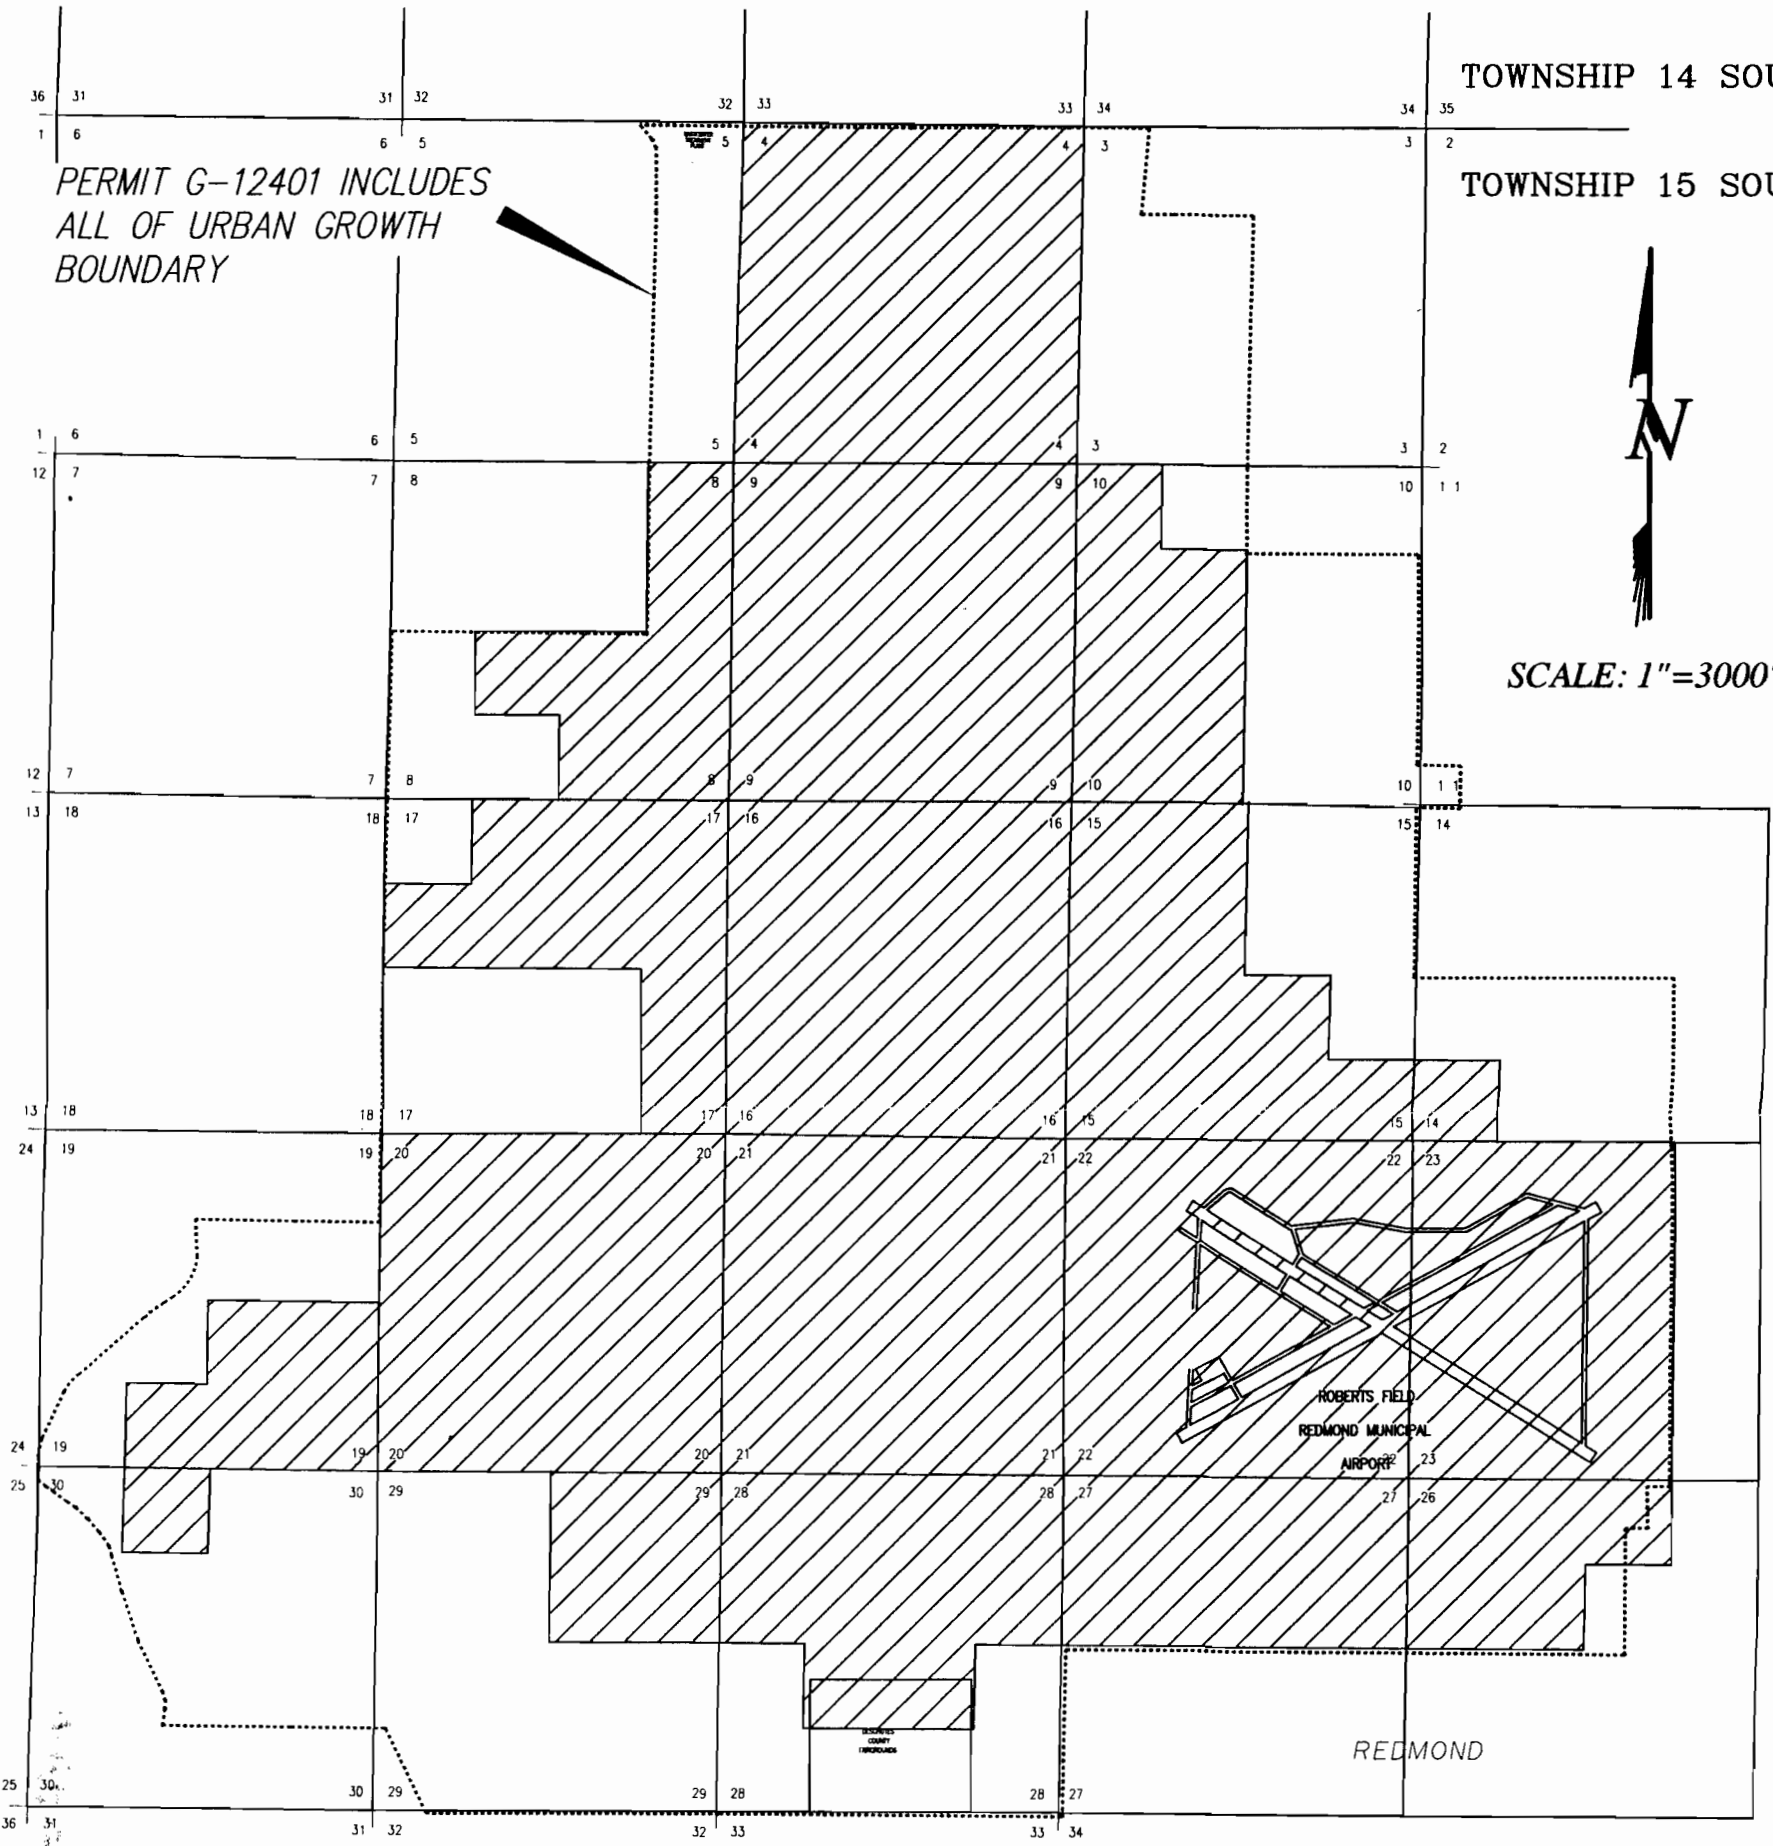 TOWNSHIP 14 SOU
36 31 31 32 32 33 33 34 34 35
1 6 6 5 5 4 4 3 3 2
PERMIT G-12401 INCLUDES
ALL OF URBAN GROWTH
BOUNDARY
TOWNSHIP 15 SOU
N
SCALE: 1"=3000'
1 6 6 5 5 4 4 3 3 2
12 7 7 8 8 9 9 10 10 11
12 7 7 8 8 9 9 10 10 11
13 18 18 17 17 16 16 15 15 14
13 18 18 17 17 16 16 15 15 14
24 19 19 20 20 21 21 22 22 23
ROBERTS FIELD
REDMOND MUNICIPAL
AIRPORT
24 19 19 20 20 21 21 22 22 23
25 30 30 29 29 28 28 27 27 26
DESCHUTES
COUNTY
FAIRGROUNDS
REDMOND
25 30 30 29 29 28 28 27
36 31 31 32 32 33 33 34